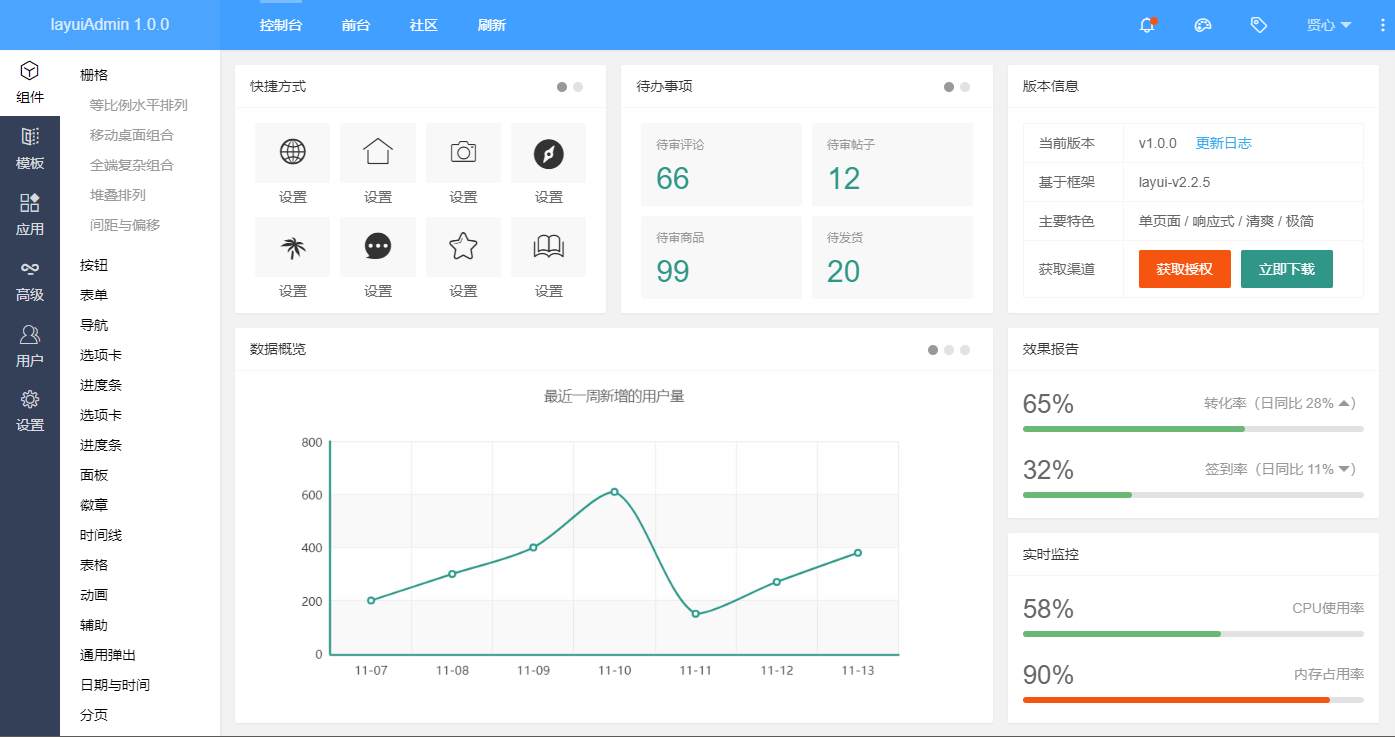 layuiAdmin 1.0.0
控制台
前台
社区
刷新
贤心
组件
模板
应用
高级
用户
设置
栅格
等比例水平排列
移动桌面组合
全端复杂组合
堆叠排列
间距与偏移
按钮
表单
导航
选项卡
进度条
选项卡
进度条
面板
徽章
时间线
表格
动画
辅助
通用弹出
日期与时间
分页
快捷方式
设置
设置
设置
设置
设置
设置
设置
设置
待办事项
待审评论
66
待审帖子
12
待审商品
99
待发货
20
版本信息
当前版本
v1.0.0 更新日志
基于框架
layui-v2.2.5
主要特色
单页面 / 响应式 / 清爽 / 极简
获取渠道
获取授权
立即下载
数据概览
最近一周新增的用户量
800
600
400
200
0
11-07
11-08
11-09
11-10
11-11
11-12
11-13
效果报告
65%
转化率（日同比 28% ）
32%
签到率（日同比 11% ）
实时监控
58%
CPU使用率
90%
内存占用率